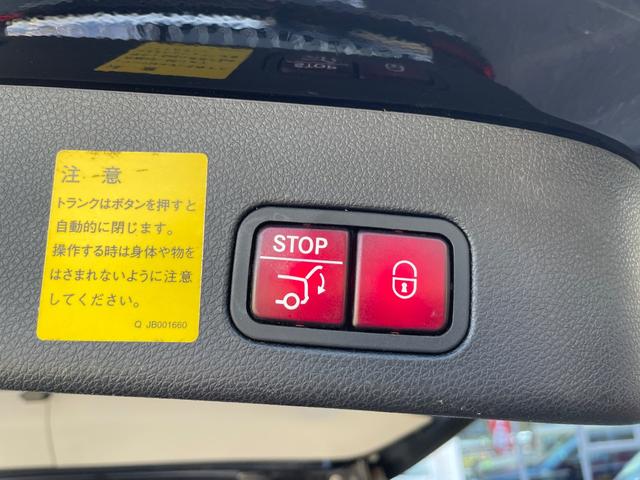 注 意
トランクはボタンを押すと
自動的に閉じます。
操作する時は身体や物を
はさまれないように注意
してください。
Q JB001660
STOP